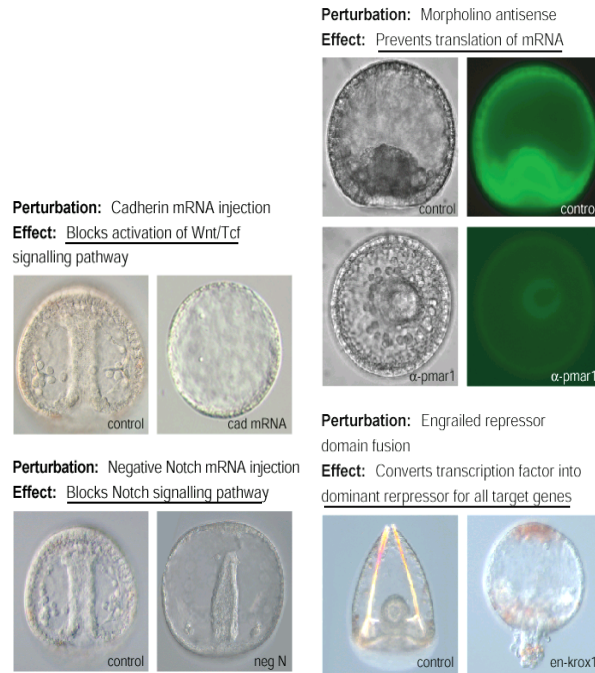 Perturbation: Cadherin mRNA injection
Effect: Blocks activation of Wnt/Tcf
signalling pathway
control
cad mRNA
Perturbation: Negative Notch mRNA injection
Effect: Blocks Notch signalling pathway
control
neg N
Perturbation: Morpholino antisense
Effect: Prevents translation of mRNA
control
contro
α-pmar1
α-pmar1
Perturbation: Engrailed repressor
domain fusion
Effect: Converts transcription factor into
dominant rerpressor for all target genes
control
en-krox1